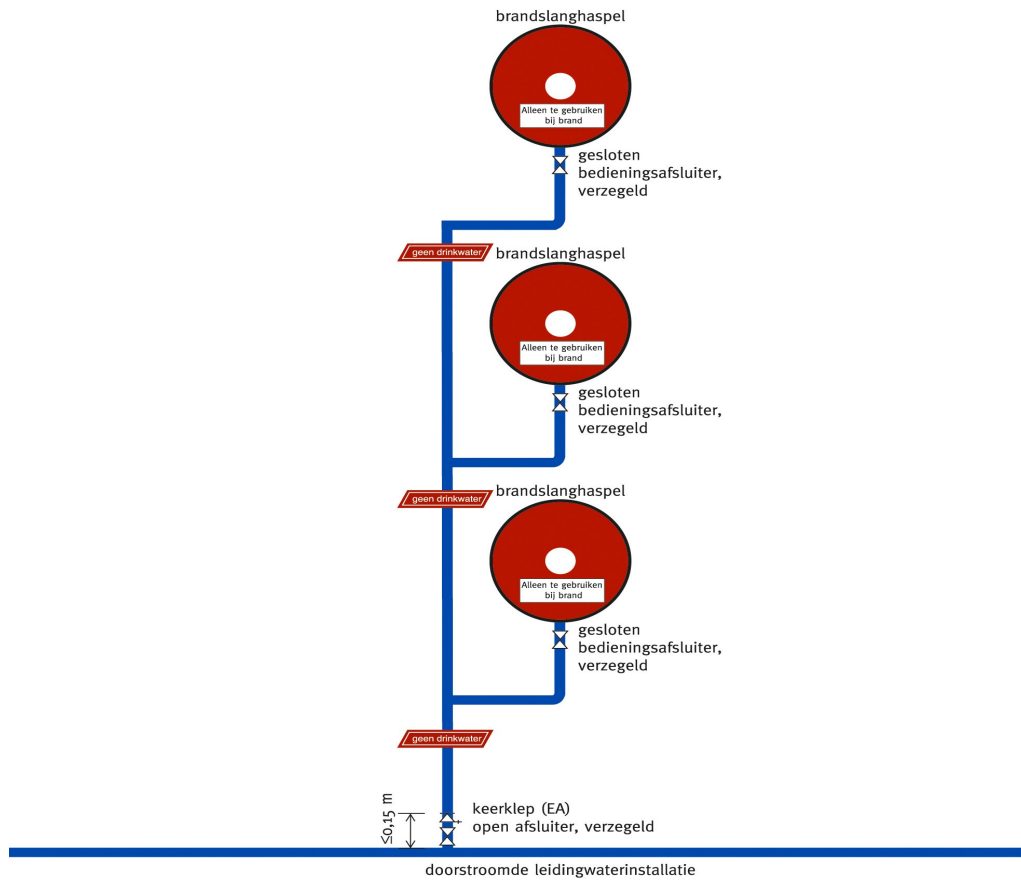 brandslanghaspel
Alleen te gebruiken
bij brand
gesloten
bedieningsafsluiter,
verzegeld
geen drinkwater
brandslanghaspel
Alleen te gebruiken
bij brand
gesloten
bedieningsafsluiter,
verzegeld
geen drinkwater
brandslanghaspel
Alleen te gebruiken
bij brand
gesloten
bedieningsafsluiter,
verzegeld
geen drinkwater
≤0,15 m
keerklep (EA)
open afsluiter, verzegeld
doorstroomde leidingwaterinstallatie